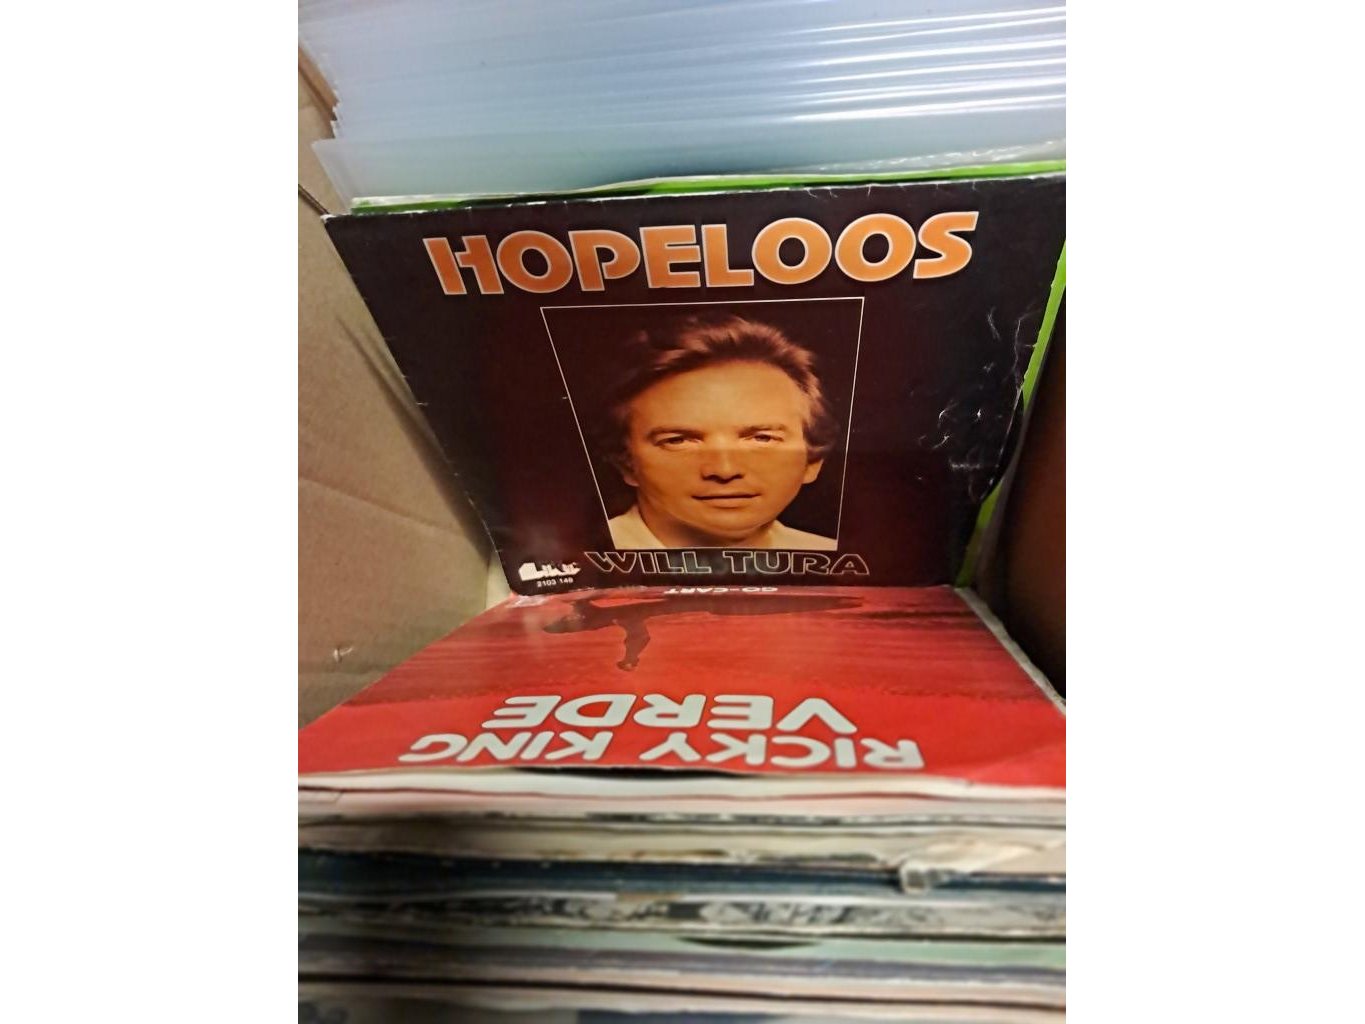 HOPELOOS
WILL TURA
2103 149
GO-CART
VERDE
RICKY KING